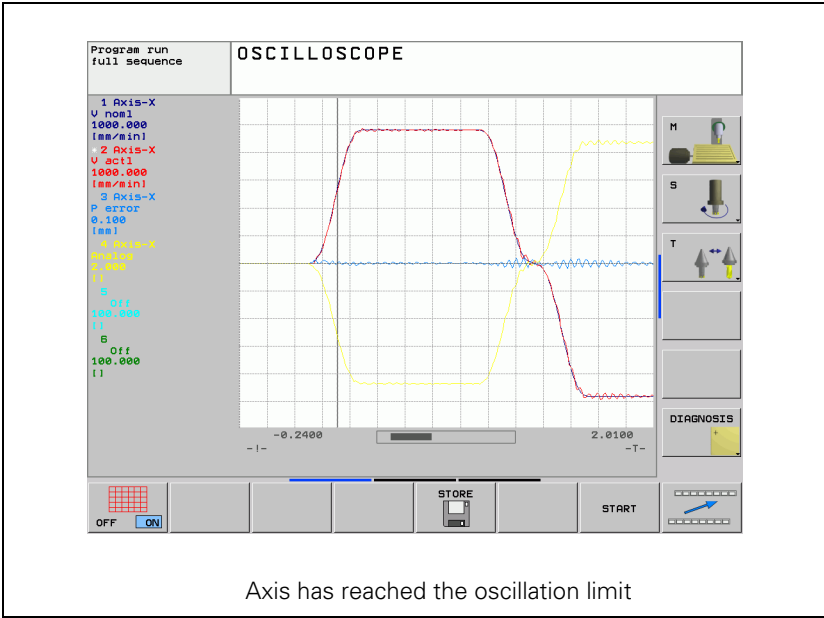 Program run
full sequence
OSCILLOSCOPE
1 Axis-X
V noml
1000.000
[mm/min]
2 Axis-X
V actl
1000.000
[mm/min]
3 Axis-X
P error
0.100
[mm]
4 Axis-X
Analog
2.000
[]
5
Off
100.000
[]
6
Off
100.000
[]
M
S
T
DIAGNOSIS
-0.2400
2.0100
-!-
-T-
OFF ON
STORE
START
Axis has reached the oscillation limit